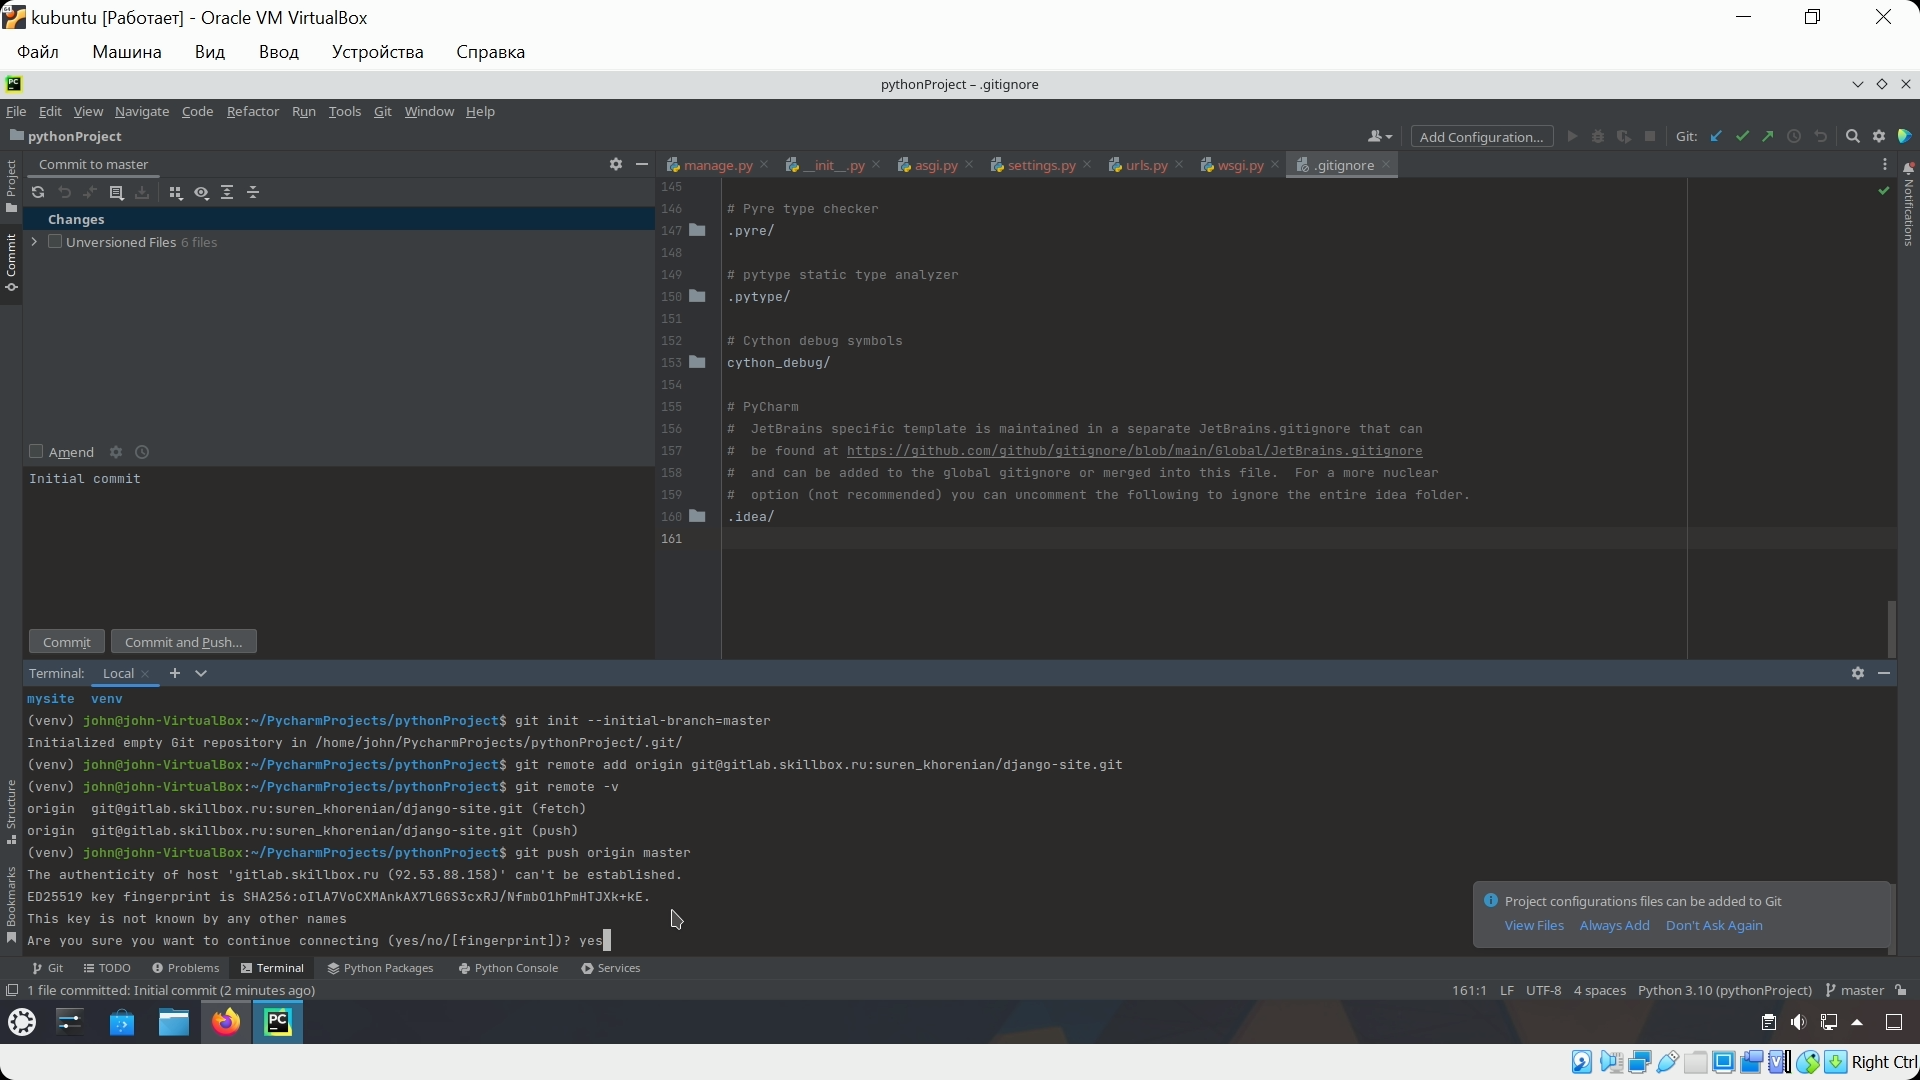 kubuntu [Работает] - Oracle VM VirtualBox
Файл Машина Вид Ввод Устройства Справка
pythonProject – .gitignore
File Edit View Navigate Code Refactor Run Tools Git Window Help
pythonProject
Add Configuration...
Git:
Project
Commit
Structure
Bookmarks
Notifications
Commit to master
Changes
Unversioned Files 6 files
Amend
Initial commit
Commit
Commit and Push...
manage.py __init__.py asgi.py settings.py urls.py wsgi.py .gitignore
145
146 # Pyre type checker
147 .pyre/
148
149 # pytype static type analyzer
150 .pytype/
151
152 # Cython debug symbols
153 cython_debug/
154
155 # PyCharm
156 #  JetBrains specific template is maintained in a separate JetBrains.gitignore that can
157 #  be found at https://github.com/github/gitignore/blob/main/Global/JetBrains.gitignore
158 #  and can be added to the global gitignore or merged into this file.  For a more nuclear
159 #  option (not recommended) you can uncomment the following to ignore the entire idea folder.
160 .idea/
161
Terminal: Local
mysite  venv
(venv) john@john-VirtualBox:~/PycharmProjects/pythonProject$ git init --initial-branch=master
Initialized empty Git repository in /home/john/PycharmProjects/pythonProject/.git/
(venv) john@john-VirtualBox:~/PycharmProjects/pythonProject$ git remote add origin git@gitlab.skillbox.ru:suren_khorenian/django-site.git
(venv) john@john-VirtualBox:~/PycharmProjects/pythonProject$ git remote -v
origin  git@gitlab.skillbox.ru:suren_khorenian/django-site.git (fetch)
origin  git@gitlab.skillbox.ru:suren_khorenian/django-site.git (push)
(venv) john@john-VirtualBox:~/PycharmProjects/pythonProject$ git push origin master
The authenticity of host 'gitlab.skillbox.ru (92.53.88.158)' can't be established.
ED25519 key fingerprint is SHA256:oIlA7VoCXMAnkAX7lGGS3cxRJ/NfmbO1hPmHTJXk+kE.
This key is not known by any other names
Are you sure you want to continue connecting (yes/no/[fingerprint])? yes
Project configurations files can be added to Git
View Files Always Add Don't Ask Again
Git TODO Problems Terminal Python Packages Python Console Services
1 file committed: Initial commit (2 minutes ago)
161:1 LF UTF-8 4 spaces Python 3.10 (pythonProject) master
Right Ctrl